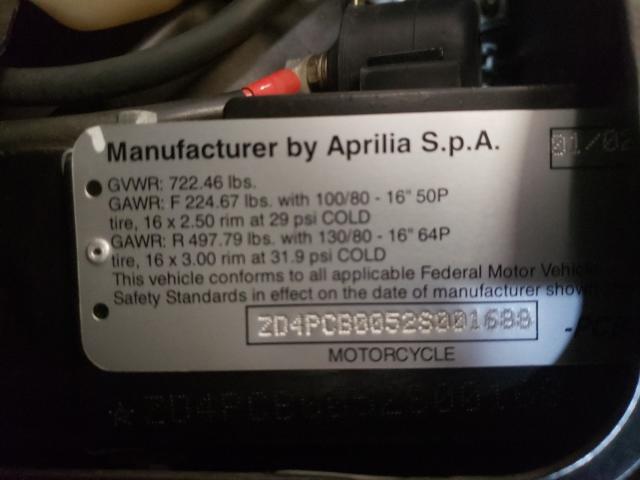 Manufacturer by Aprilia S.p.A.
01/02
GVWR: 722.46 lbs.
GAWR: F 224.67 lbs. with 100/80 - 16" 50P
tire, 16 x 2.50 rim at 29 psi COLD
GAWR: R 497.79 lbs. with 130/80 - 16" 64P
tire, 16 x 3.00 rim at 31.9 psi COLD
This vehicle conforms to all applicable Federal Motor Vehicle
Safety Standards in effect on the date of manufacturer shown
ZD4PCB0052S001688
MOTORCYCLE